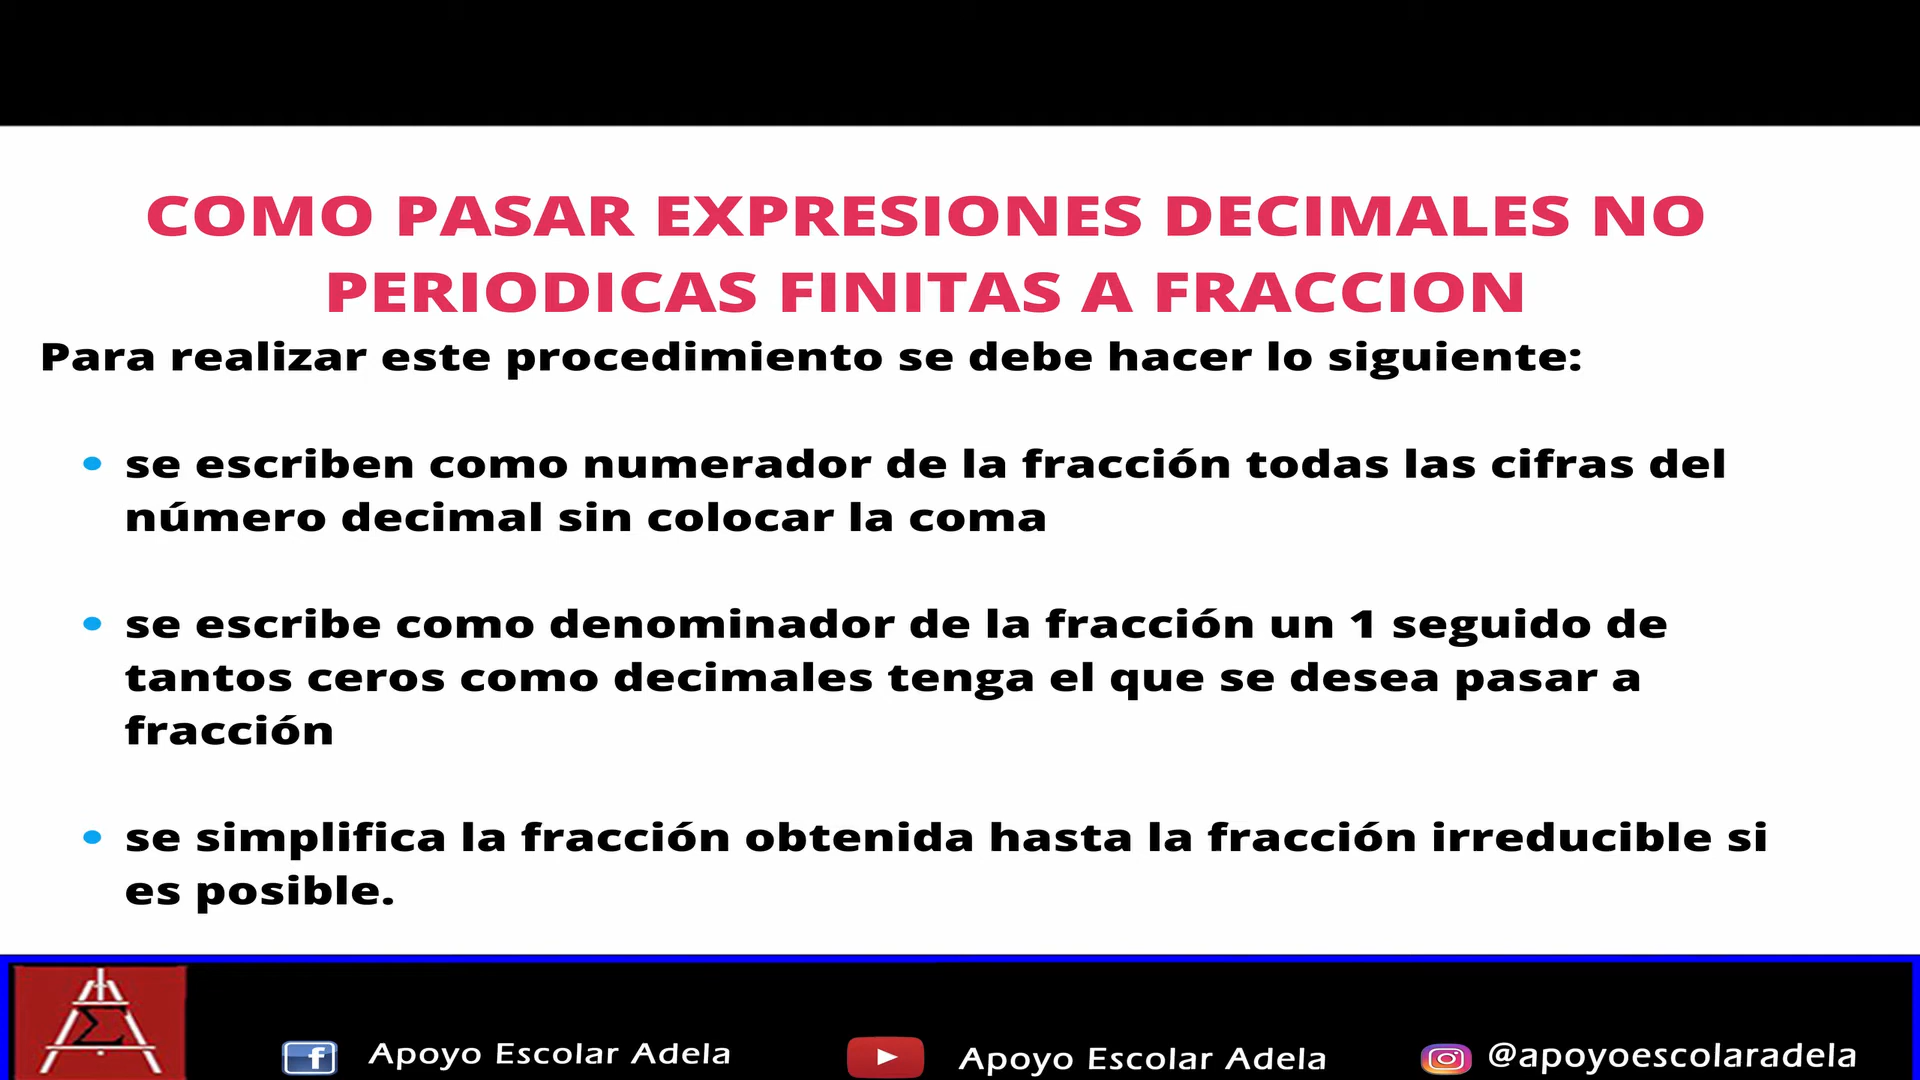 COMO PASAR EXPRESIONES DECIMALES NO
PERIODICAS FINITAS A FRACCION
Para realizar este procedimiento se debe hacer lo siguiente:
• se escriben como numerador de la fracción todas las cifras del
número decimal sin colocar la coma
• se escribe como denominador de la fracción un 1 seguido de
tantos ceros como decimales tenga el que se desea pasar a
fracción
• se simplifica la fracción obtenida hasta la fracción irreducible si
es posible.
Apoyo Escolar Adela
Apoyo Escolar Adela
@apoyoescolaradela